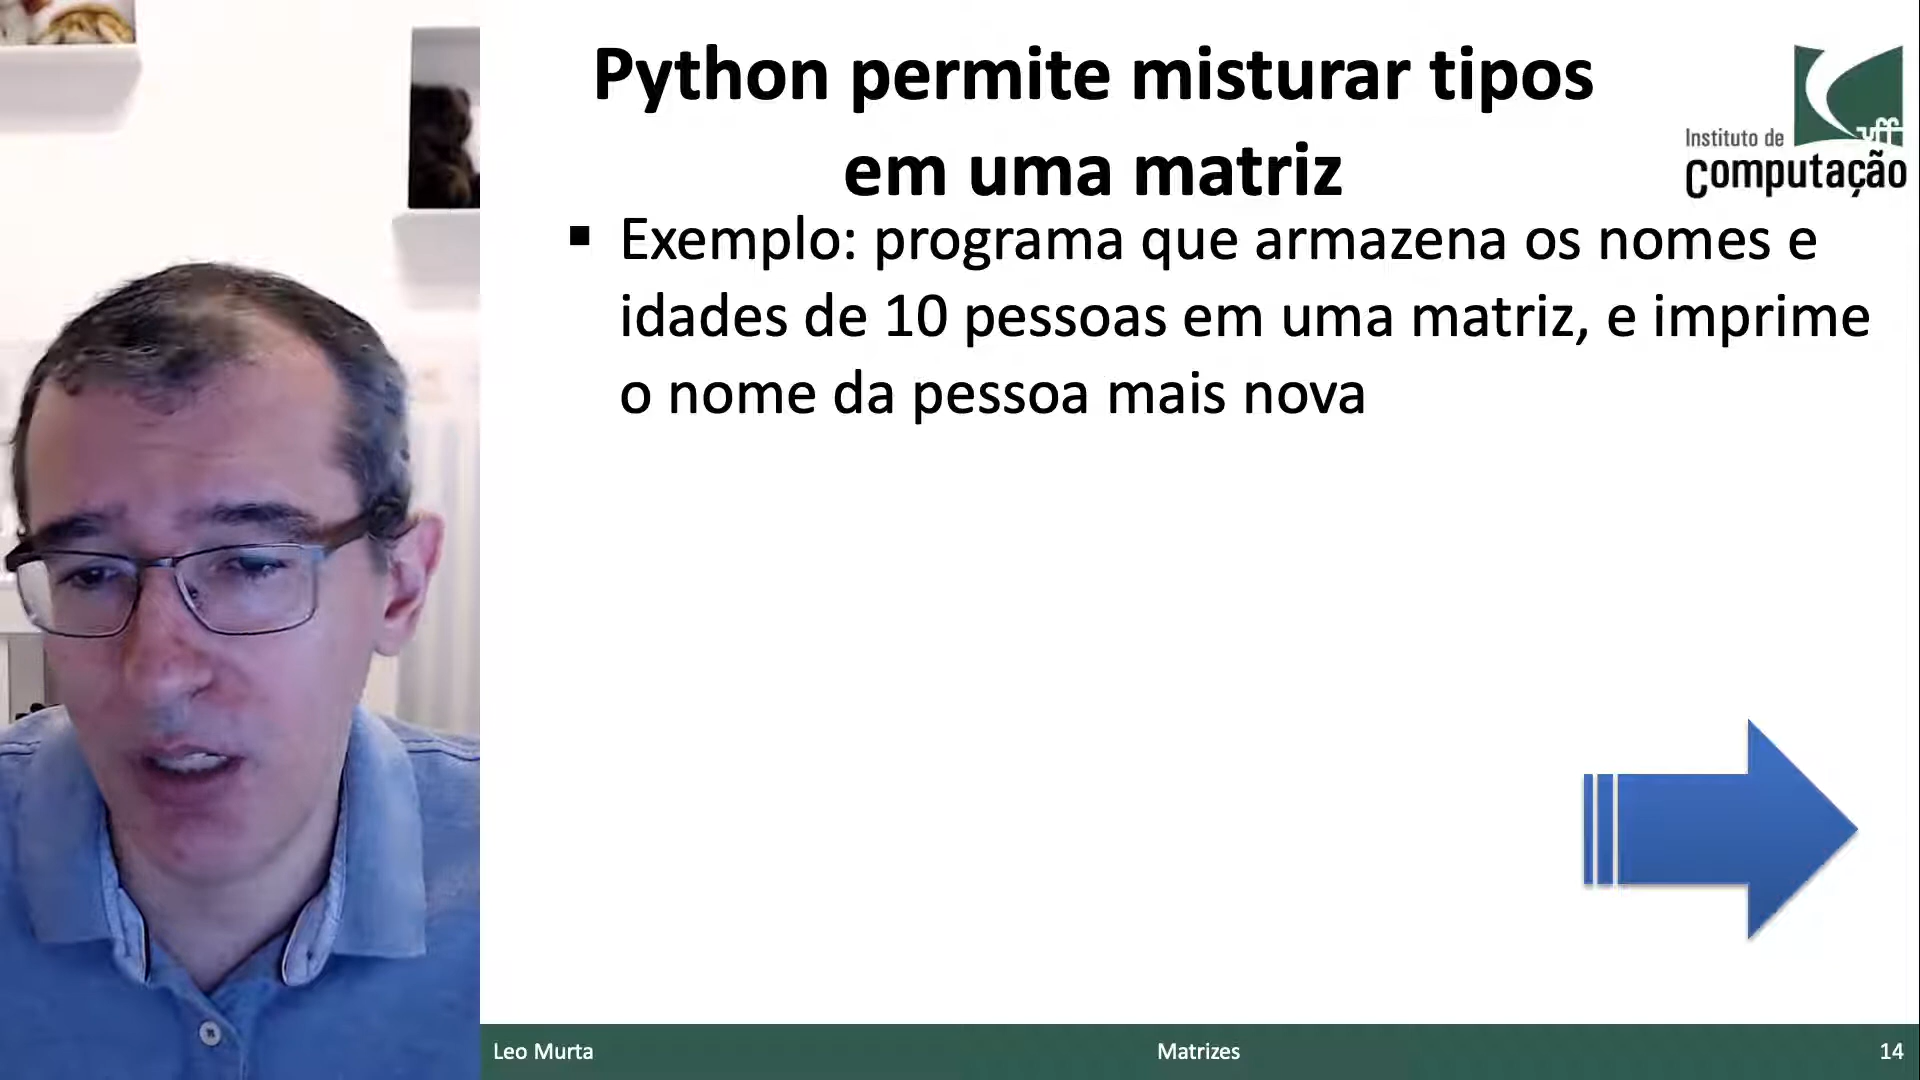 Python permite misturar tipos
em uma matriz
Instituto de
Computação
uff
▪ Exemplo: programa que armazena os nomes e
idades de 10 pessoas em uma matriz, e imprime
o nome da pessoa mais nova
Leo Murta
Matrizes
14